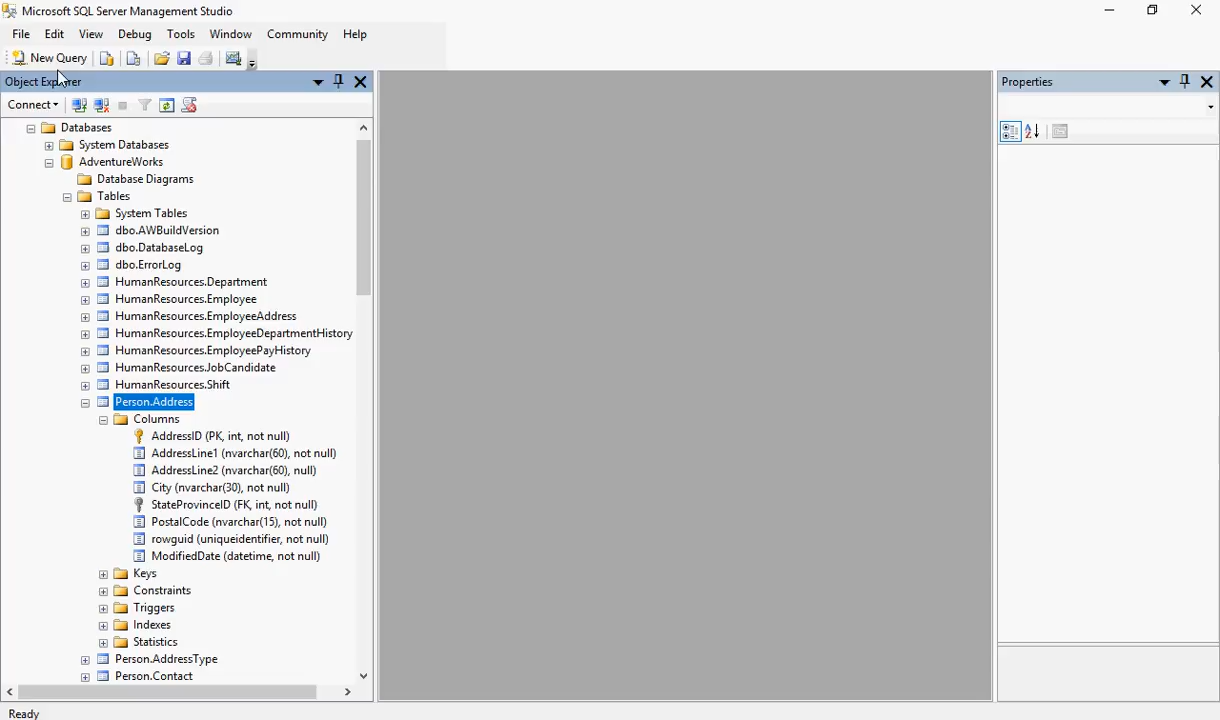 Microsoft SQL Server Management Studio
File Edit View Debug Tools Window Community Help
New Query
Object Explorer
Properties
Connect
Databases
System Databases
AdventureWorks
Database Diagrams
Tables
System Tables
dbo.AWBuildVersion
dbo.DatabaseLog
dbo.ErrorLog
HumanResources.Department
HumanResources.Employee
HumanResources.EmployeeAddress
HumanResources.EmployeeDepartmentHistory
HumanResources.EmployeePayHistory
HumanResources.JobCandidate
HumanResources.Shift
Person.Address
Columns
AddressID (PK, int, not null)
AddressLine1 (nvarchar(60), not null)
AddressLine2 (nvarchar(60), null)
City (nvarchar(30), not null)
StateProvinceID (FK, int, not null)
PostalCode (nvarchar(15), not null)
rowguid (uniqueidentifier, not null)
ModifiedDate (datetime, not null)
Keys
Constraints
Triggers
Indexes
Statistics
Person.AddressType
Person.Contact
Ready